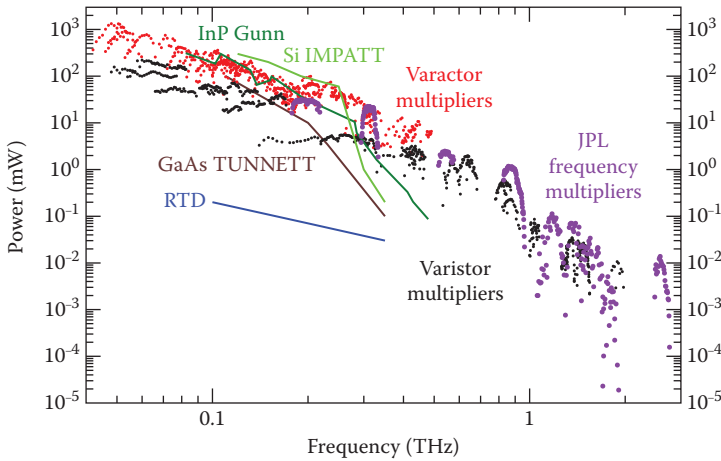 10^3
10^2
10^1
10^0
10^-1
10^-2
10^-3
10^-4
10^-5
Power (mW)
InP Gunn
Si IMPATT
Varactor
multipliers
JPL
frequency
multipliers
GaAs TUNNETT
RTD
Varistor
multipliers
10^3
10^2
10^1
10^0
10^-1
10^-2
10^-3
10^-4
10^-5
0.1
1
Frequency (THz)